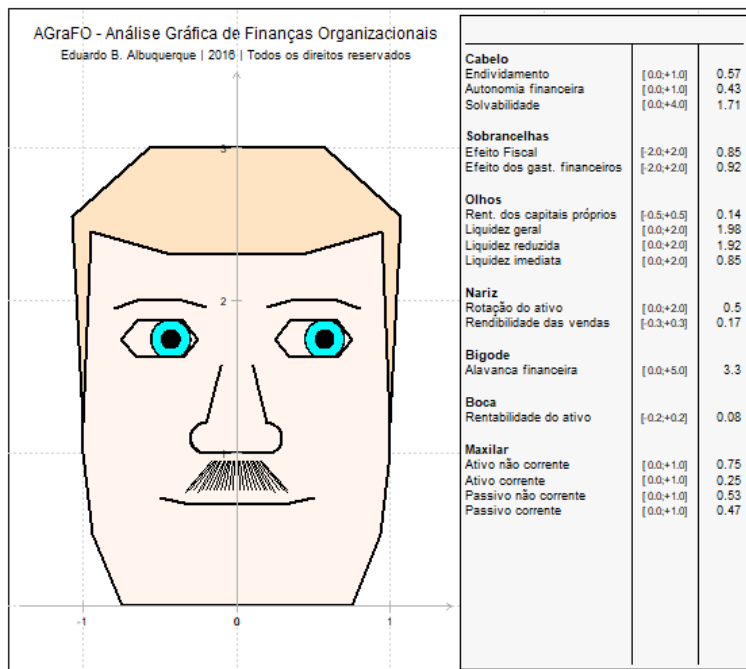 AGraFO - Análise Gráfica de Finanças Organizacionais
Eduardo B. Albuquerque | 2016 | Todos os direitos reservados
3
2
1
-1
0
1
Cabelo
Endividamento [0.0;+1.0] 0.57
Autonomia financeira [0.0;+1.0] 0.43
Solvabilidade [0.0;+4.0] 1.71
Sobrancelhas
Efeito Fiscal [-2.0;+2.0] 0.85
Efeito dos gast. financeiros [-2.0;+2.0] 0.92
Olhos
Rent. dos capitais próprios [-0.5;+0.5] 0.14
Liquidez geral [0.0;+2.0] 1.98
Liquidez reduzida [0.0;+2.0] 1.92
Liquidez imediata [0.0;+2.0] 0.85
Nariz
Rotação do ativo [0.0;+2.0] 0.5
Rendibilidade das vendas [-0.3;+0.3] 0.17
Bigode
Alavanca financeira [0.0;+5.0] 3.3
Boca
Rentabilidade do ativo [-0.2;+0.2] 0.08
Maxilar
Ativo não corrente [0.0;+1.0] 0.75
Ativo corrente [0.0;+1.0] 0.25
Passivo não corrente [0.0;+1.0] 0.53
Passivo corrente [0.0;+1.0] 0.47